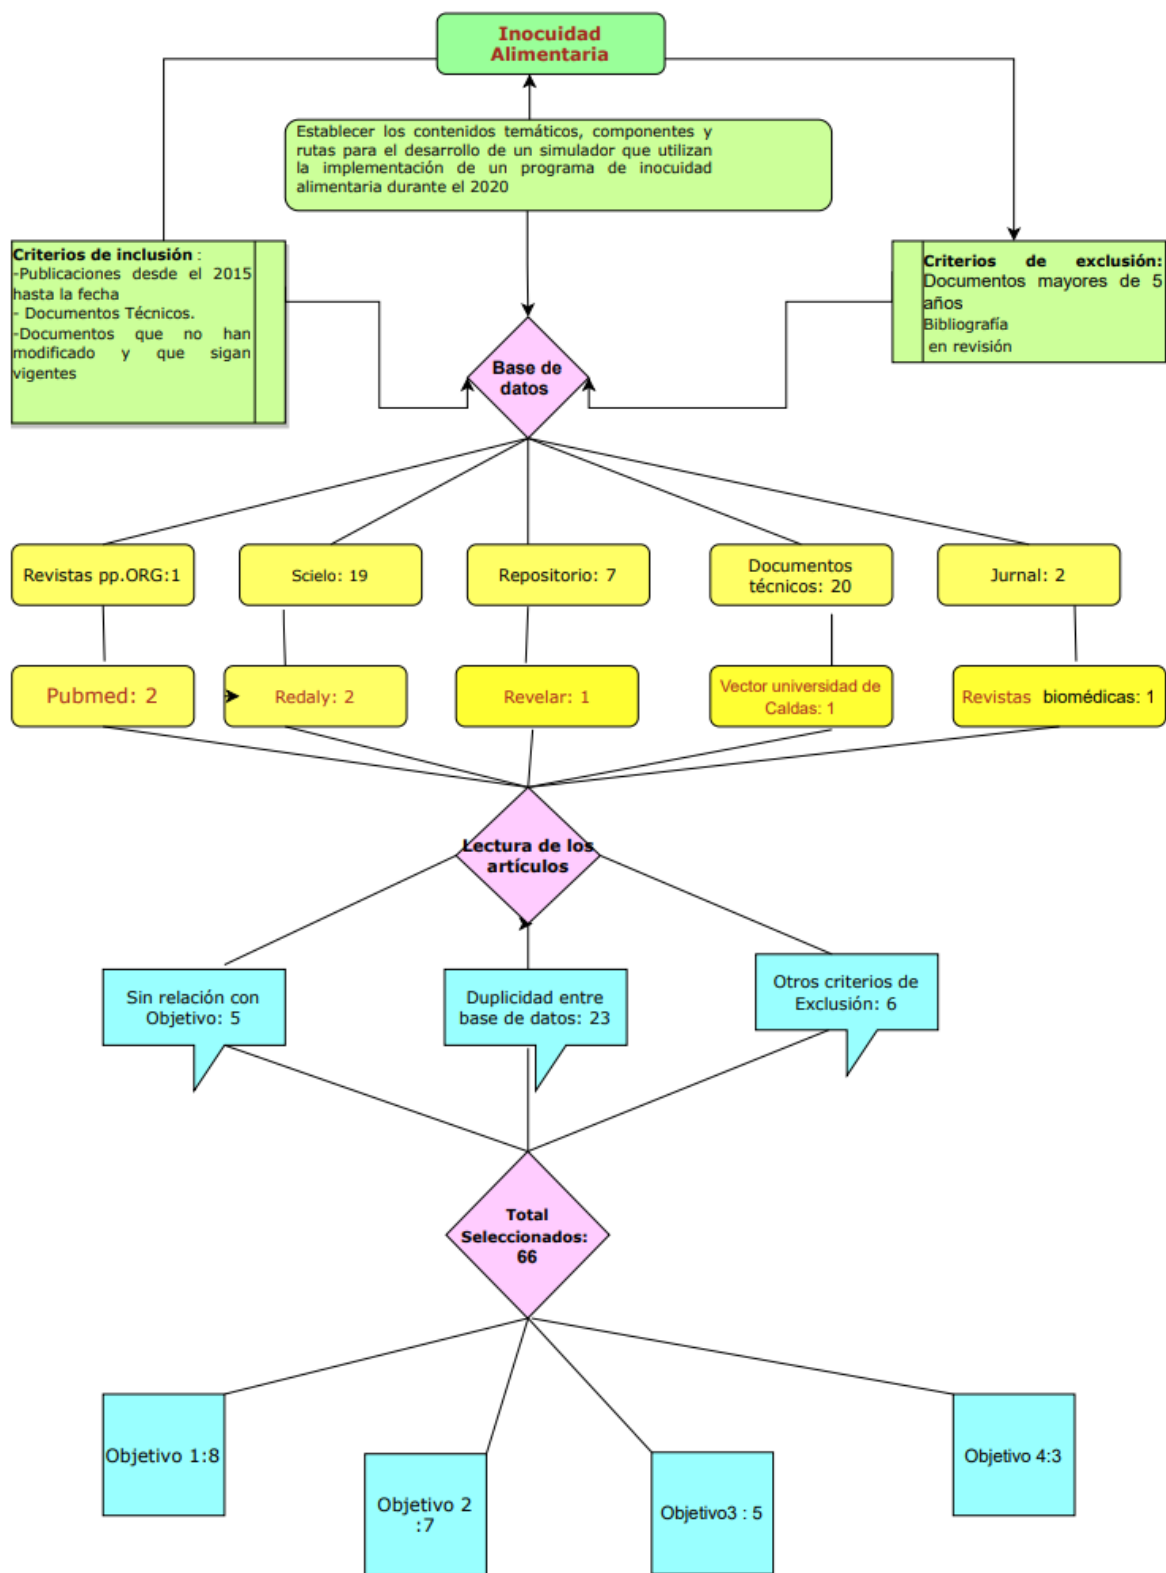 Inocuidad
Alimentaria
Establecer los contenidos temáticos, componentes y
rutas para el desarrollo de un simulador que utilizan
la implementación de un programa de inocuidad
alimentaria durante el 2020
Criterios de inclusión :
-Publicaciones desde el 2015
hasta la fecha
- Documentos Técnicos.
-Documentos que no han
modificado y que sigan
vigentes
Criterios de exclusión:
Documentos mayores de 5
años
Bibliografía
en revisión
Base de
datos
Revistas pp.ORG:1
Scielo: 19
Repositorio: 7
Documentos
técnicos: 20
Jurnal: 2
Pubmed: 2
Redaly: 2
Revelar: 1
Vector universidad de
Caldas: 1
Revistas biomédicas: 1
Lectura de los
artículos
Sin relación con
Objetivo: 5
Duplicidad entre
base de datos: 23
Otros criterios de
Exclusión: 6
Total
Seleccionados:
66
Objetivo 1:8
Objetivo 2
:7
Objetivo3 : 5
Objetivo 4:3